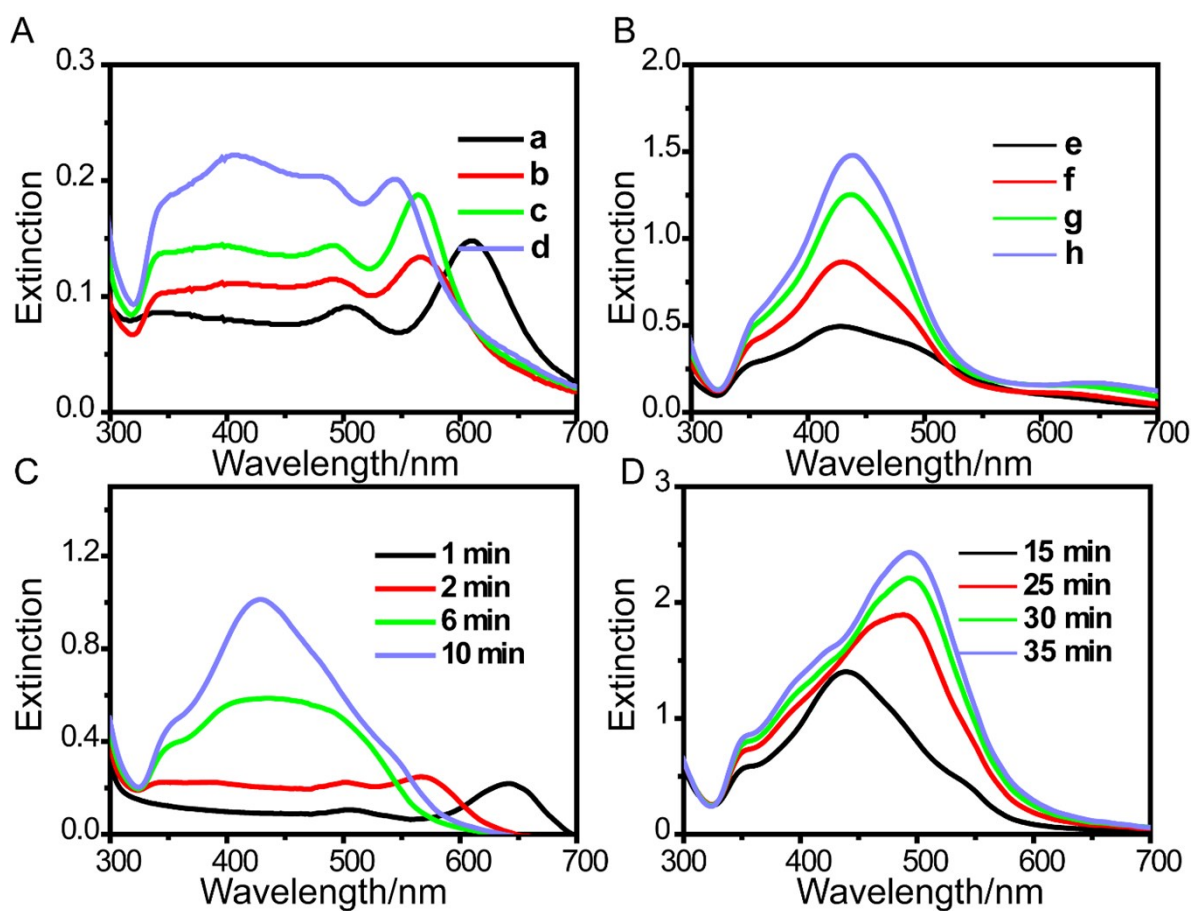 A
Extinction
0.3
0.2
0.1
0.0
a
b
c
d
300 400 500 600 700
Wavelength/nm
B
Extinction
2.0
1.5
1.0
0.5
0.0
e
f
g
h
300 400 500 600 700
Wavelength/nm
C
Extinction
1.2
0.8
0.4
0.0
1 min
2 min
6 min
10 min
300 400 500 600 700
Wavelength/nm
D
Extinction
3
2
1
0
15 min
25 min
30 min
35 min
300 400 500 600 700
Wavelength/nm